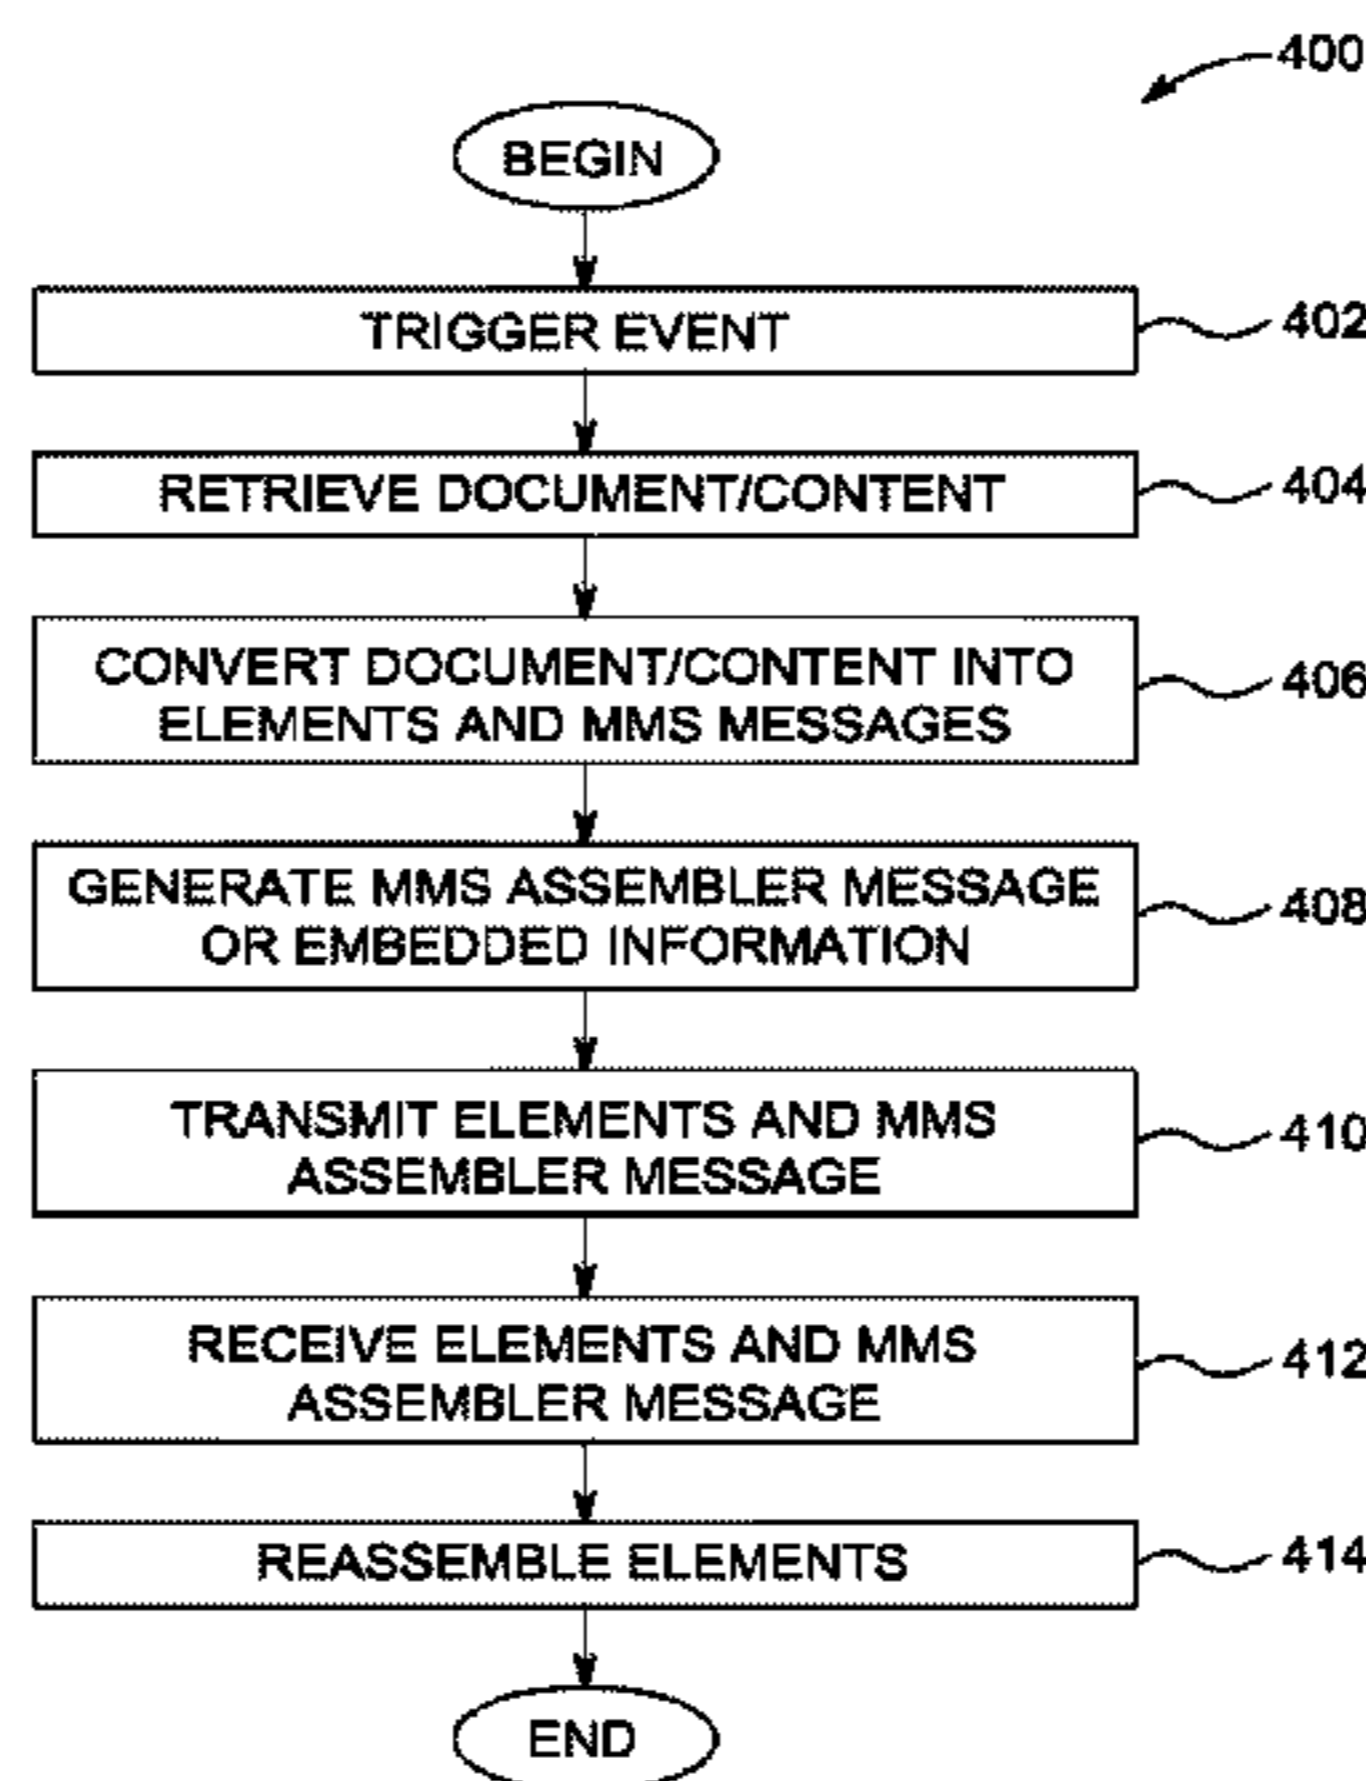 400
BEGIN
TRIGGER EVENT
402
RETRIEVE DOCUMENT/CONTENT
404
CONVERT DOCUMENT/CONTENT INTO
ELEMENTS AND MMS MESSAGES
406
GENERATE MMS ASSEMBLER MESSAGE
OR EMBEDDED INFORMATION
408
TRANSMIT ELEMENTS AND MMS
ASSEMBLER MESSAGE
410
RECEIVE ELEMENTS AND MMS
ASSEMBLER MESSAGE
412
REASSEMBLE ELEMENTS
414
END